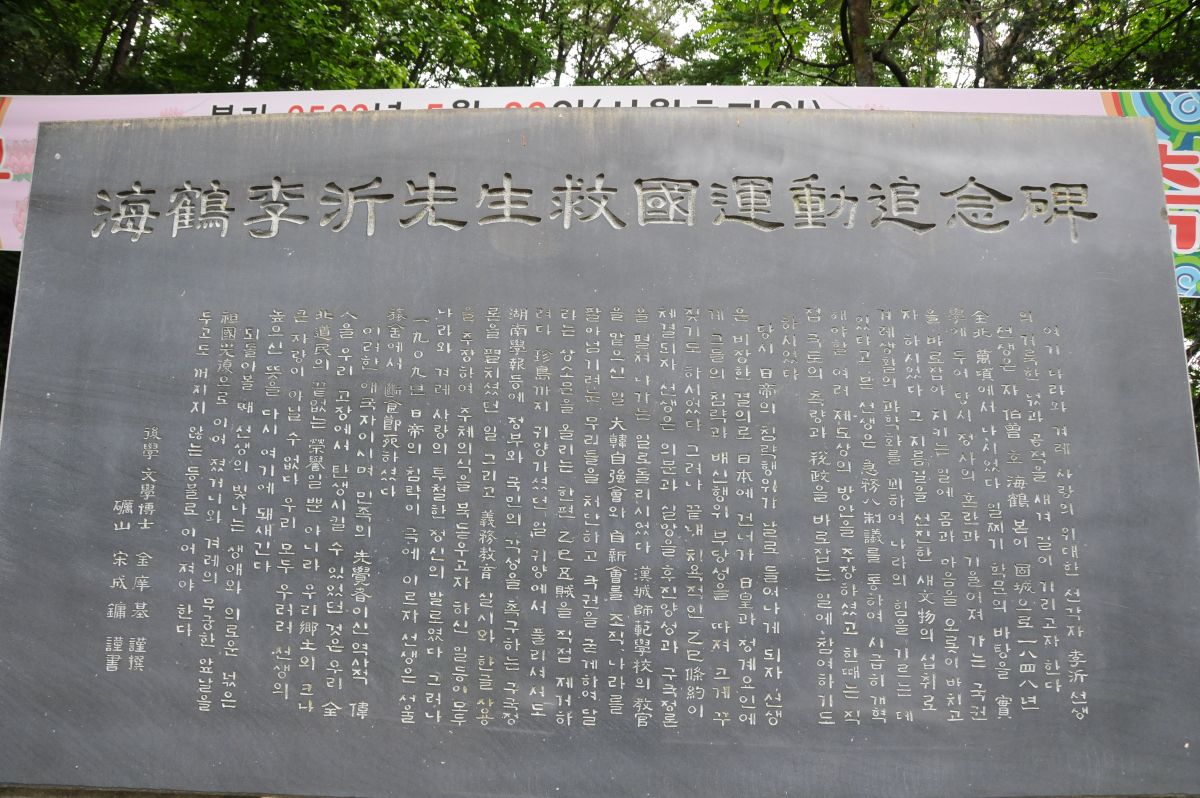 海鶴李沂先生救國運動追念碑
여기 나라와 겨레 사랑의 위대한 선각자 李沂선생
의 거룩한 넋과 공적을 새겨 길이 기리고자 한다
선생은 자 伯曾 호 海鶴 본이 固城으로 一八四八年
金北 萬頃에서 나시었다 일찌기 학문의 바탕을 實
學에 두어 당시 정사의 혼란과 기울어져 가는 국권
을 바로잡아 지키는 일에 몸과 마음을 오롯이 바치고
자 하시었다 그 지름길을 선진한 새文物의 섭취로
겨레생활의 과학화를 꾀하여 나라의 힘을 기르는 데
있다고 본 선생은 急務八制議를 통하여 시급히 개혁
해야할 여러 제도상의 방안을 주장하셨고 한때는 직
접 국토의 측량과 稅政을 바로잡는 일에 참여하기도
하시었다
당시 日帝의 침략행위가 날로 늘어나게 되자 선생
은 비장한 결의로 日本에 건너가 日皇과 정계요인에
게 그들의 침략과 배신행위 부당성을 따져 크게 꾸
짖기도 하시었다 그러나 끝내 치욕적인 乙巳條約이
체결되자 선생은 의분과 실망을 후진양성과 구국정론
을 펼쳐 나가는 일로 돌리시었다 漢城師範學校의 敎官
을 맡으신 일 大韓自强會와 自新會를 조직 나라를
팔아넘기려는 무리들을 처단하고 국권을 굳게하여 달
라는 상소문을 올리는 한편 乙巳五賊을 직접 제거하
려다 珍島까지 귀양가셨던 일 귀양에서 풀리셔서도
湖南學報등에 정부와 국민의 각성을 촉구하는 구국정
론을 펼치셨던 일 그리고 義務敎育 실시와 한글 사용
을 주장하여 주체의식을 북돋우고자 하신 일등이 모두
나라와 겨레 사랑의 투철한 정신의 발로였다 그러나
一九０九年 日帝의 침략이 극에 이르자 선생은 서울
旅舍에서 斷食節死하셨다
이러한 애국자이시며 민족의 先覺者이신 역사적 偉
人을 우리 고장에서 탄생시킬 수 있었던 것은 우리 全
北道民의 끝없는 榮譽일 뿐 아니라 우리 鄕土의 크나
큰 자랑이 아닐 수 없다 우리 모두 우러러 선생의
높으신 뜻을 다시 여기에 돼새긴다
되돌아볼 때 선생의 빛나는 생애와 의로운 넋은
祖國光復으로 이어졌거니와 겨레의 무궁한 앞날을
두고도 꺼지지 않는 등불로 이어져야 한다
後學 文學博士 金庠基 謹撰
礪山 宋成鏞 謹書